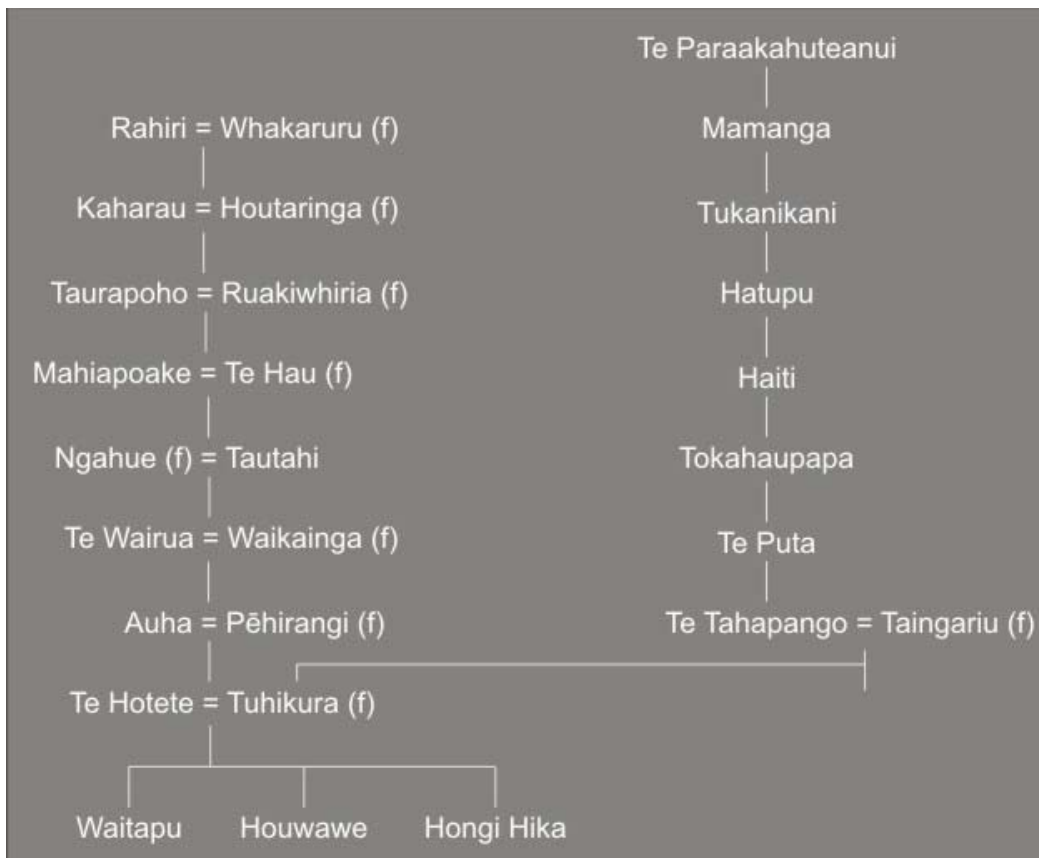 Te Paraakahuteanui
Rahiri = Whakaruru (f)
Mamanga
Kaharau = Houtaringa (f)
Tukanikani
Taurapoho = Ruakiwhiria (f)
Hatupu
Mahiapoake = Te Hau (f)
Haiti
Ngahue (f) = Tautahi
Tokahaupapa
Te Wairua = Waikainga (f)
Te Puta
Auha = Pēhirangi (f)
Te Tahapango = Taingariu (f)
Te Hotete = Tuhikura (f)
Waitapu
Houwawe
Hongi Hika